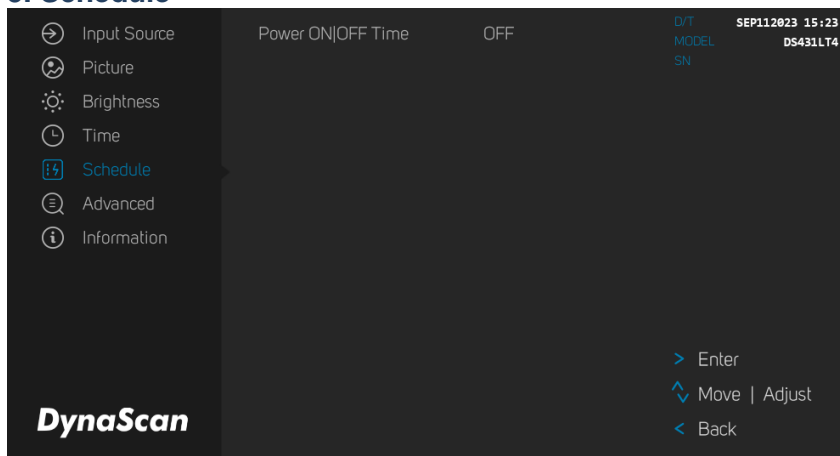 Input Source
Picture
Brightness
Time
Schedule
Advanced
Information
DynaScan
Power ON|OFF Time OFF
D/T SEP112023 15:23
MODEL DS431LT4
SN
> Enter
Move | Adjust
< Back